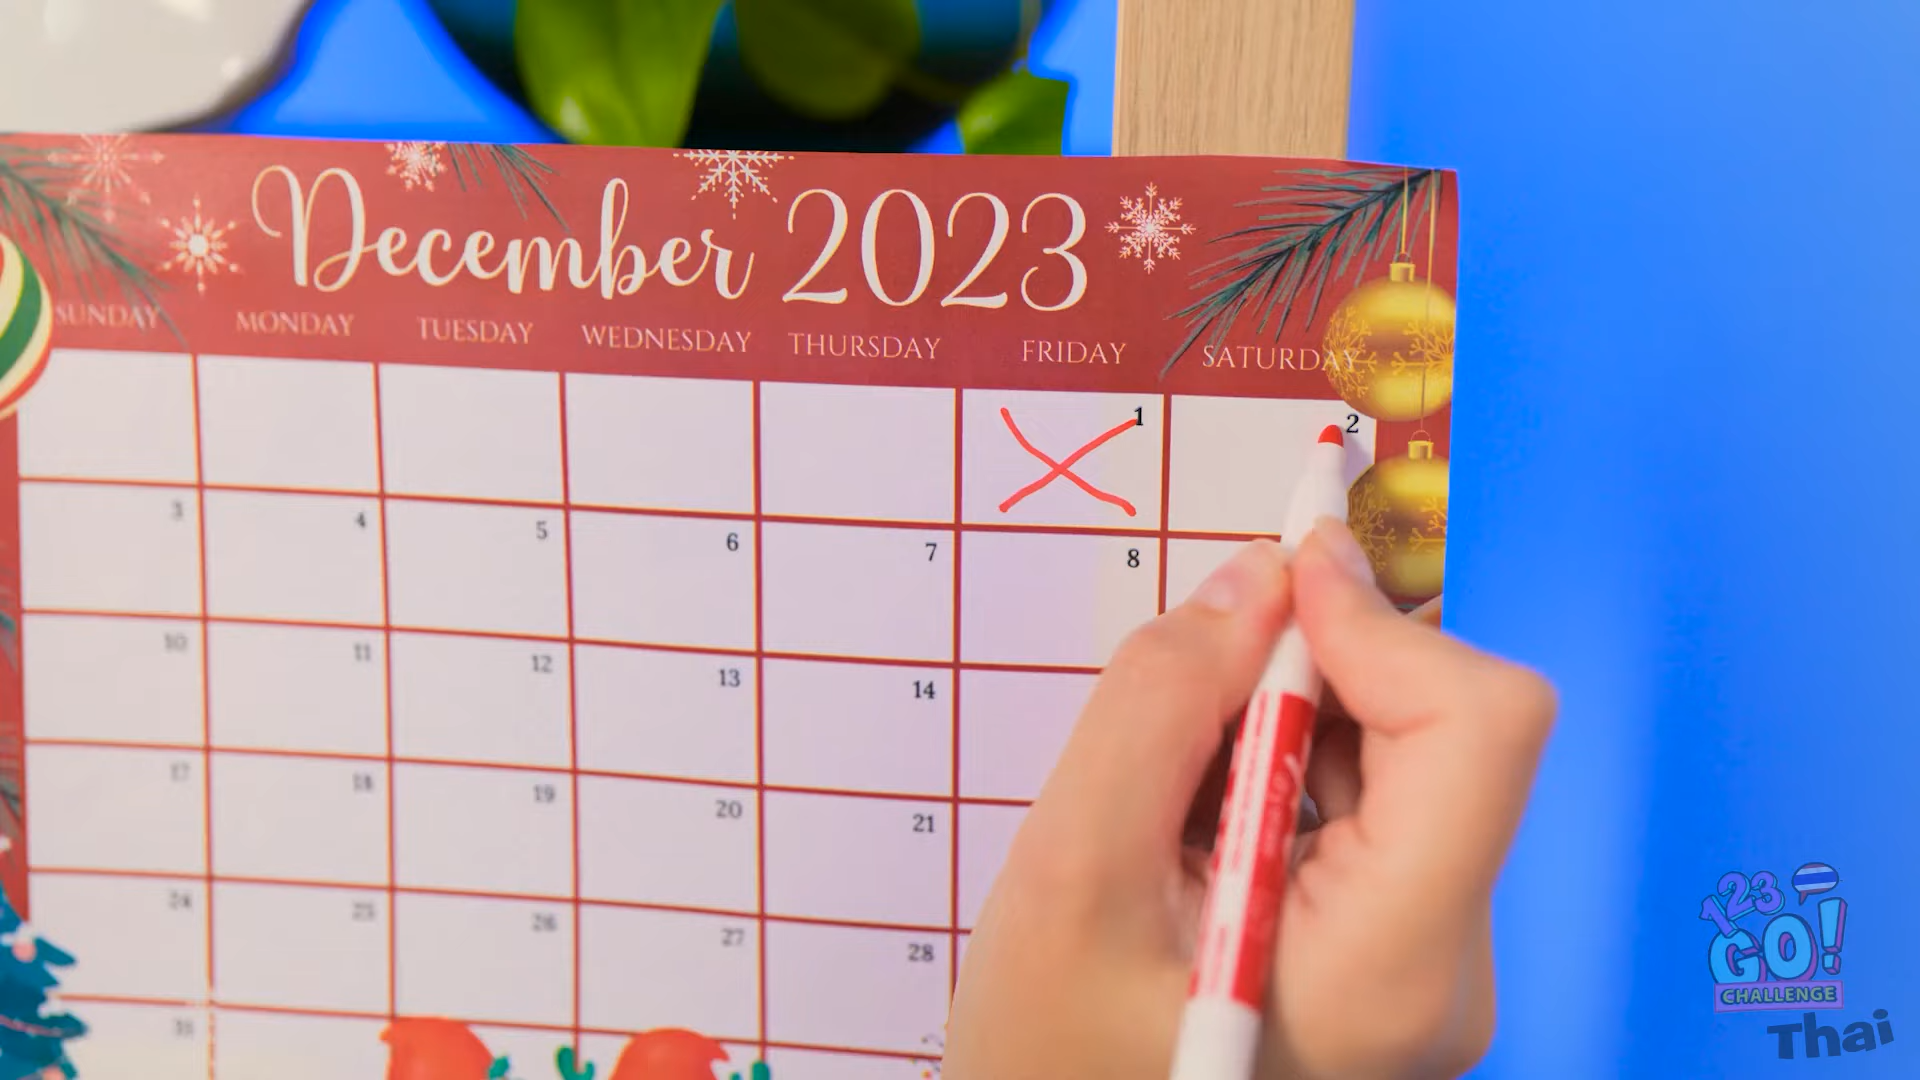 December 2023
SUNDAY MONDAY TUESDAY WEDNESDAY THURSDAY FRIDAY SATURDAY
1 2
3 4 5 6 7 8
10 11 12 13 14
17 18 19 20 21
24 25 26 27 28
31
123
GO!
CHALLENGE
Thai